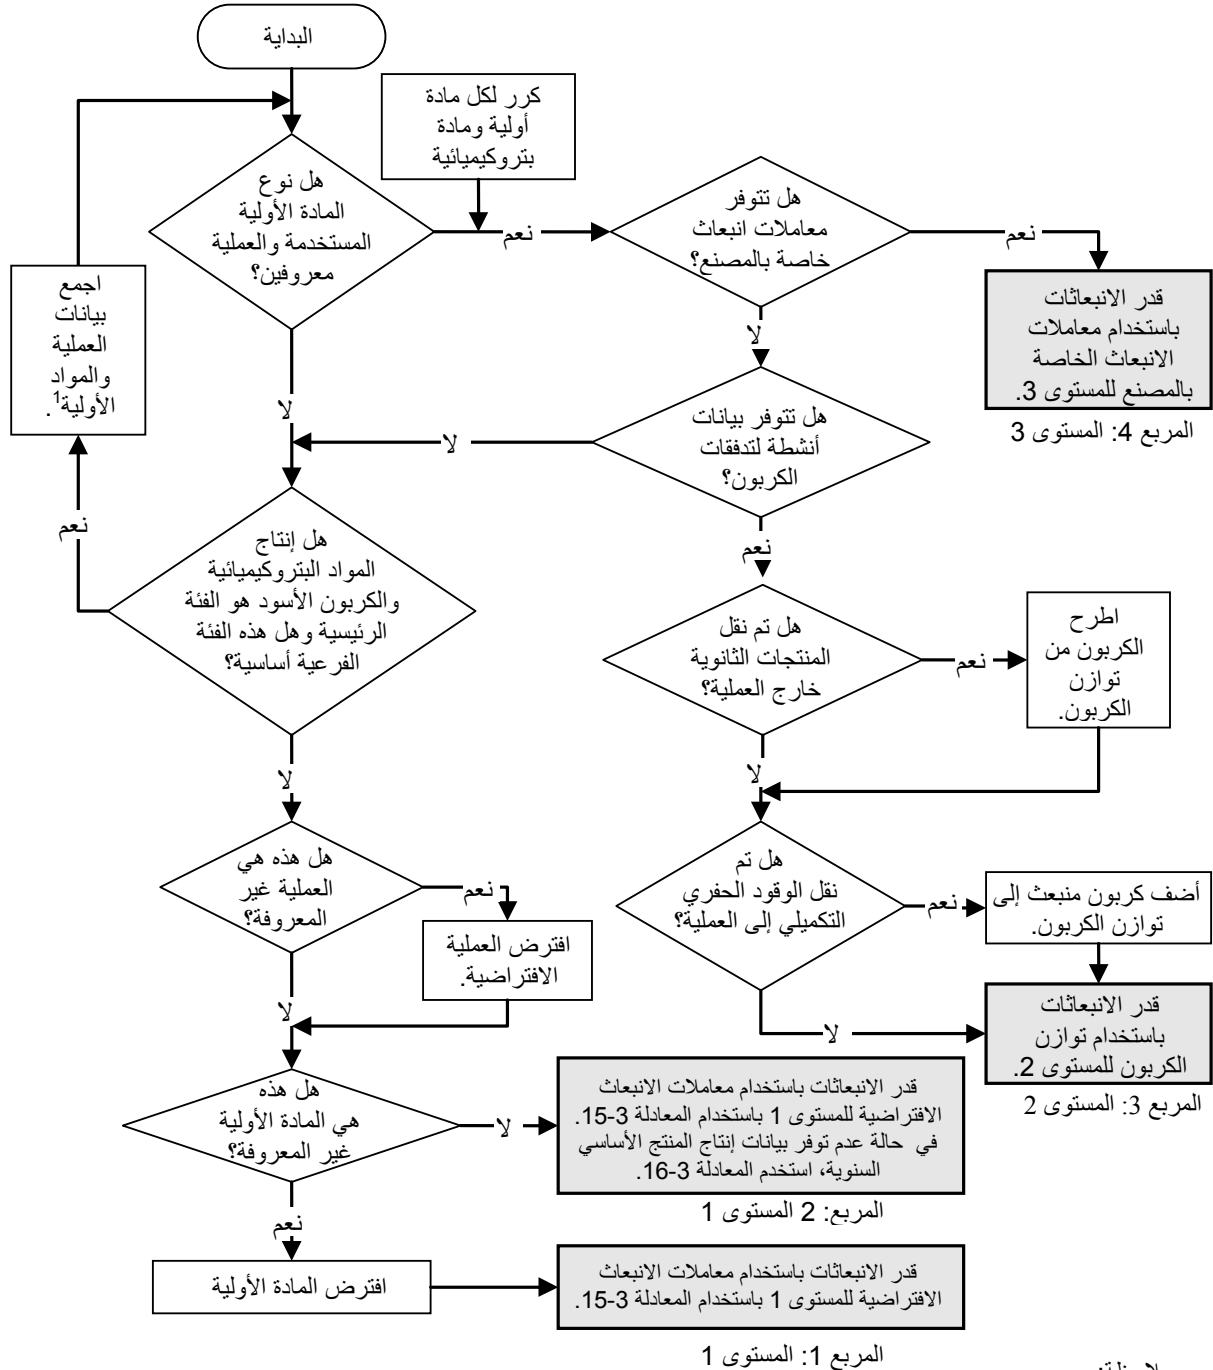 البداية
كرر لكل مادة
أولية ومادة
بتروكيميائية
هل نوع
المادة الأولية
المستخدمة والعملية
معروفين؟
نعم
هل تتوفر
معاملات انبعاث
خاصة بالمصنع؟
نعم
قدر الانبعاثات
باستخدام معاملات
الانبعاث الخاصة
بالمصنع للمستوى 3.
المربع 4: المستوى 3
اجمع
بيانات
العملية
والمواد
الأولية1.
لا
لا
هل تتوفر بيانات
أنشطة لتدفقات
الكربون؟
لا
نعم
نعم
هل إنتاج
المواد البتروكيميائية
والكربون الأسود هو الفئة
الرئيسية وهل هذه الفئة
الفرعية أساسية؟
هل تم نقل
المنتجات الثانوية
خارج العملية؟
نعم
اطرح
الكربون من
توازن
الكربون.
لا
لا
هل هذه هي
العملية غير
المعروفة؟
نعم
افترض العملية
الافتراضية.
لا
هل تم
نقل الوقود الحفري
التكميلي إلى العملية؟
نعم
أضف كربون منبعث إلى
توازن الكربون.
لا
قدر الانبعاثات
باستخدام توازن
الكربون للمستوى 2.
المربع 3: المستوى 2
هل هذه
هي المادة الأولية
غير المعروفة؟
لا
قدر الانبعاثات باستخدام معاملات الانبعاث
الافتراضية للمستوى 1 باستخدام المعادلة 3-15.
في حالة عدم توفر بيانات إنتاج المنتج الأساسي
السنوية، استخدم المعادلة 3-16.
المربع: 2 المستوى 1
نعم
افترض المادة الأولية
قدر الانبعاثات باستخدام معاملات الانبعاث
الافتراضية للمستوى 1 باستخدام المعادلة 3-15.
المربع 1: المستوى 1